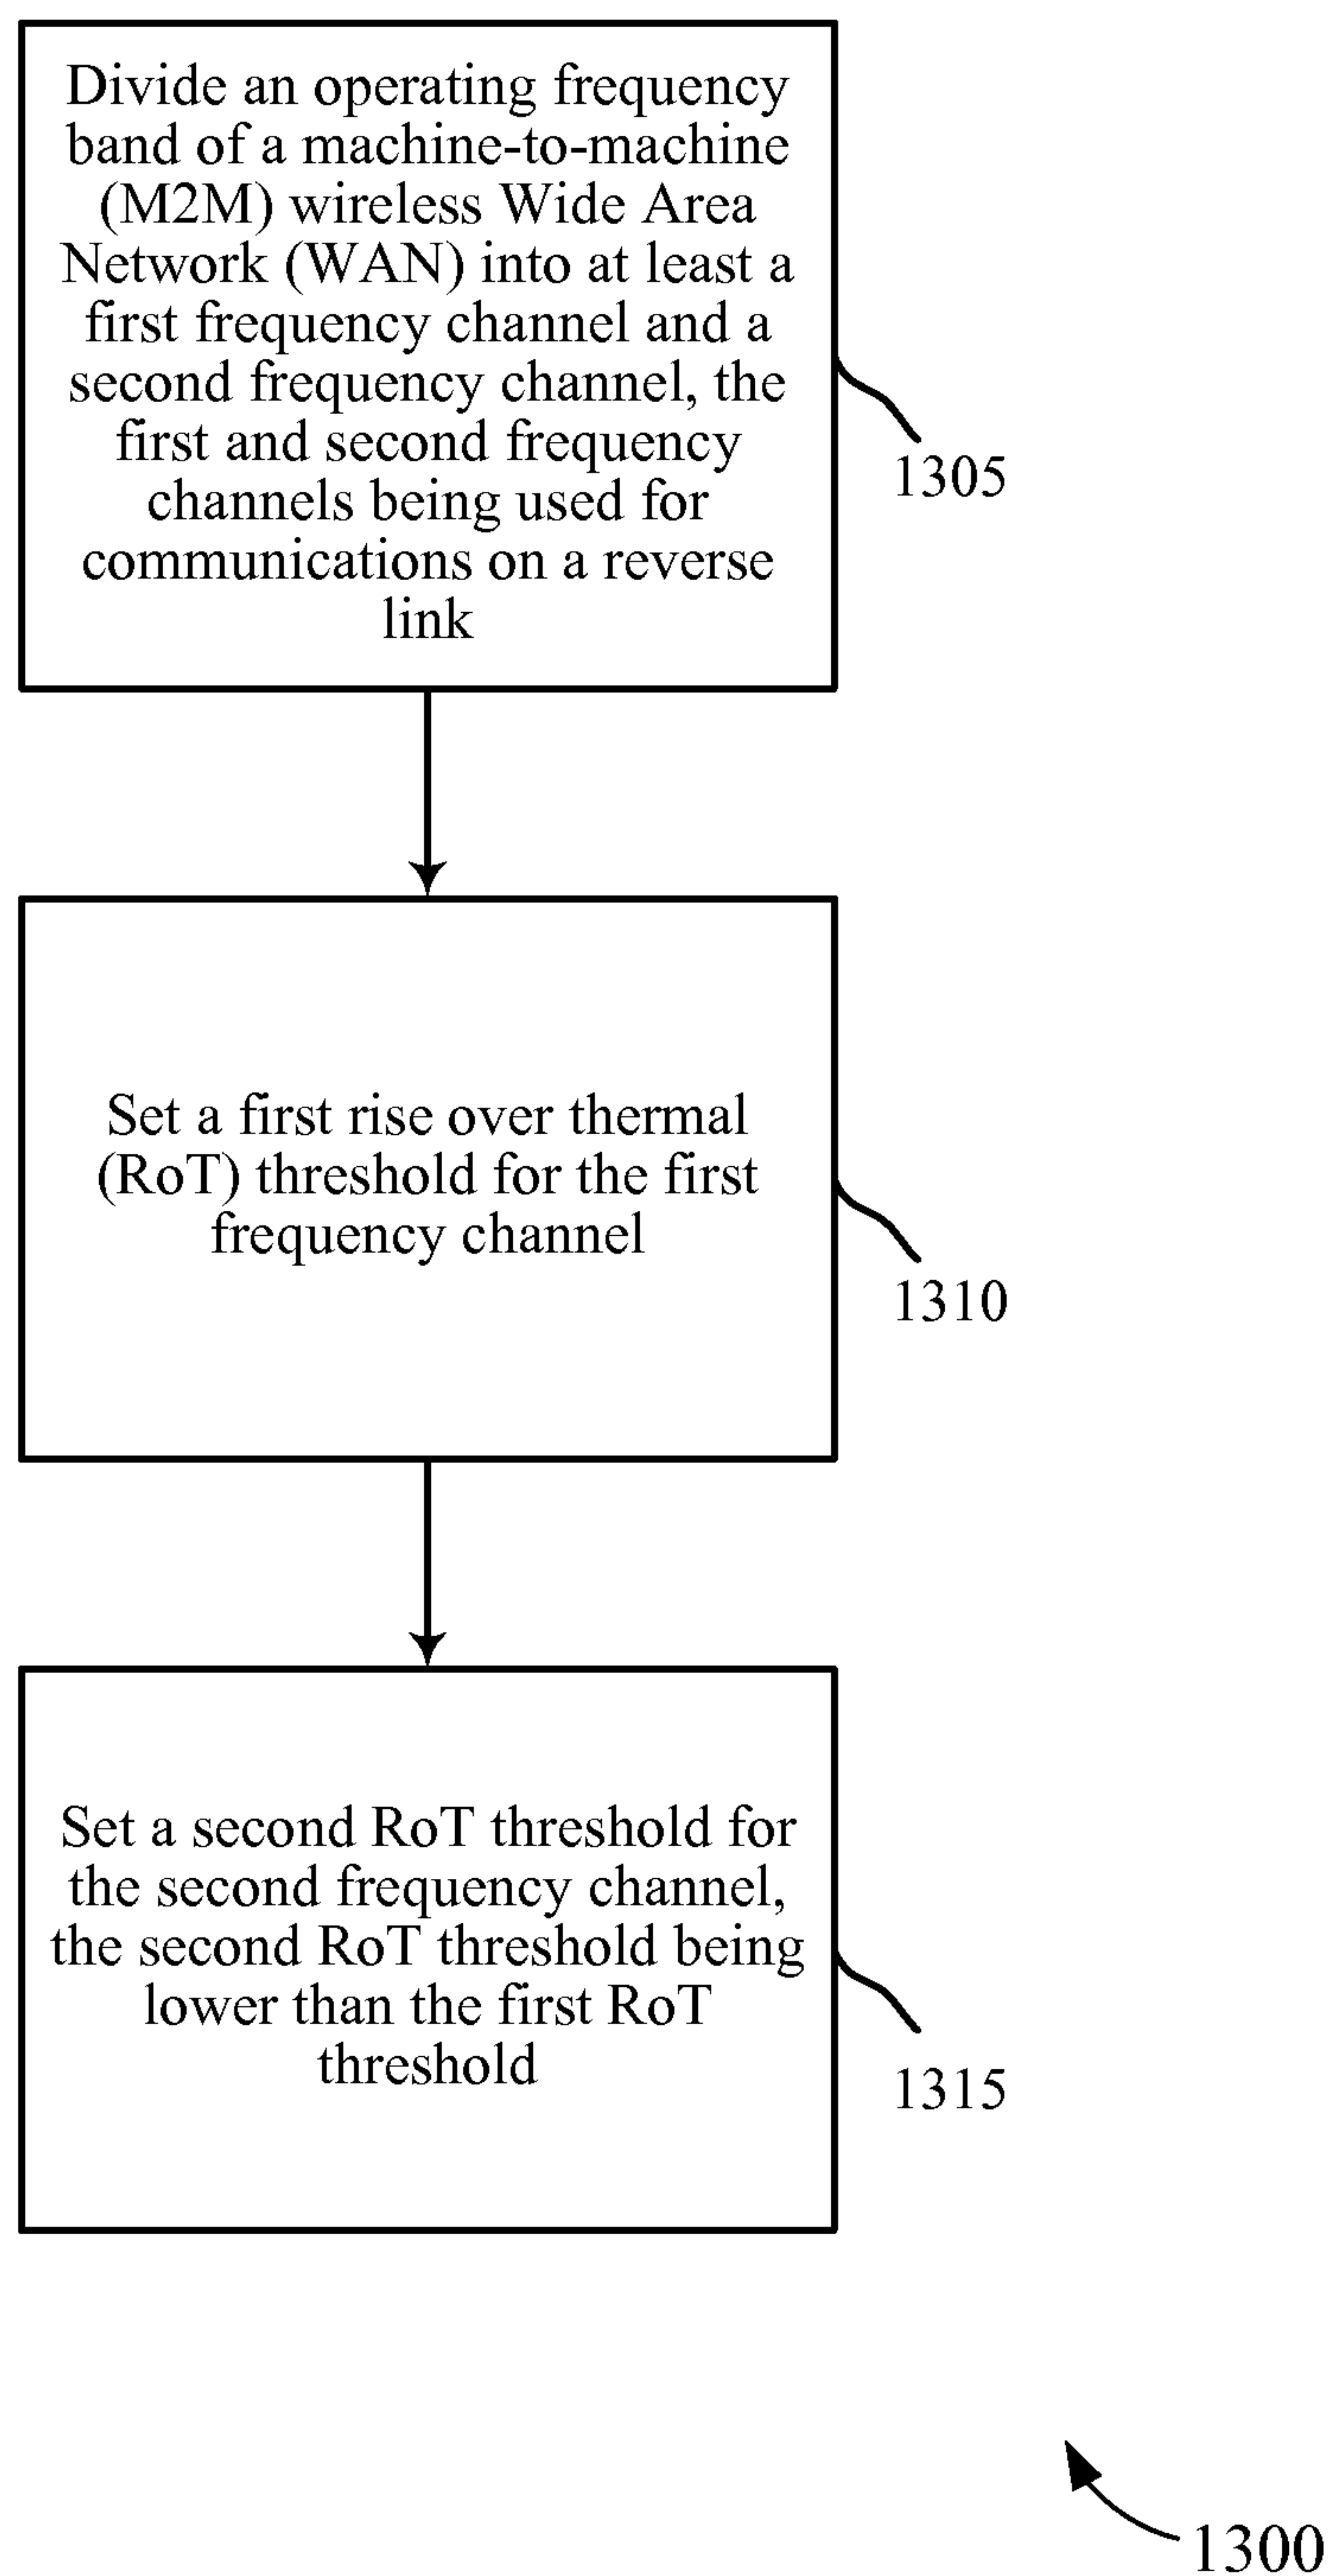 Divide an operating frequency
band of a machine-to-machine
(M2M) wireless Wide Area
Network (WAN) into at least a
first frequency channel and a
second frequency channel, the
first and second frequency
channels being used for
communications on a reverse
link
1305
Set a first rise over thermal
(RoT) threshold for the first
frequency channel
1310
Set a second RoT threshold for
the second frequency channel,
the second RoT threshold being
lower than the first RoT
threshold
1315
1300